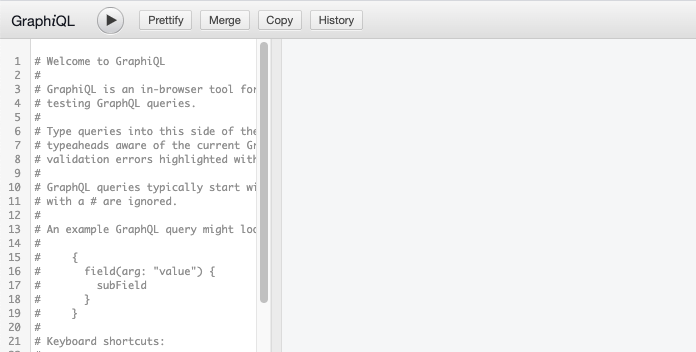 GraphiQL Prettify Merge Copy History
1 # Welcome to GraphiQL
2 #
3 # GraphiQL is an in-browser tool for
4 # testing GraphQL queries.
5 #
6 # Type queries into this side of the
7 # typeaheads aware of the current Gr
8 # validation errors highlighted with
9 #
10 # GraphQL queries typically start wi
11 # with a # are ignored.
12 #
13 # An example GraphQL query might loo
14 #
15 #     {
16 #       field(arg: "value") {
17 #         subField
18 #       }
19 #     }
20 #
21 # Keyboard shortcuts: